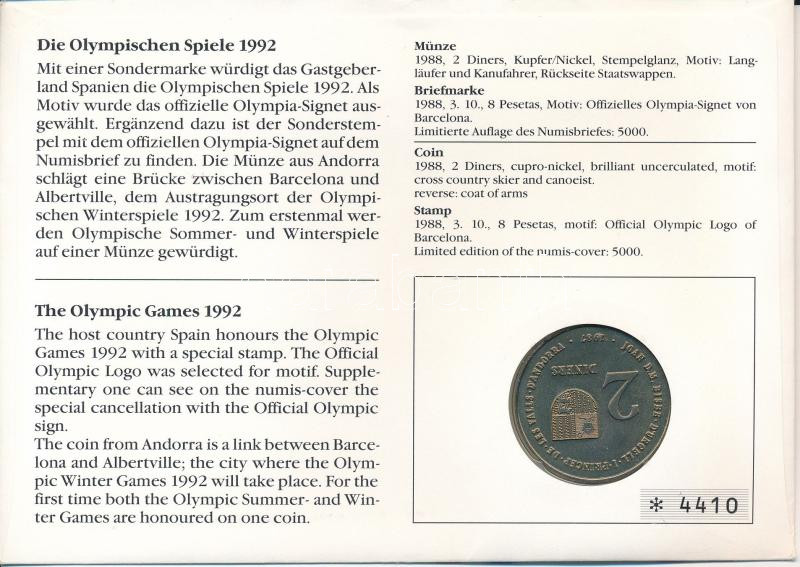 Die Olympischen Spiele 1992
Mit einer Sondermarke würdigt das Gastgeber-
land Spanien die Olympischen Spiele 1992. Als
Motiv wurde das offizielle Olympia-Signet aus-
gewählt. Ergänzend dazu ist der Sonderstem-
pel mit dem offiziellen Olympia-Signet auf dem
Numisbrief zu finden. Die Münze aus Andorra
schlägt eine Brücke zwischen Barcelona und
Albertville, dem Austragungsort der Olympi-
schen Winterspiele 1992. Zum erstenmal wer-
den Olympische Sommer- und Winterspiele
auf einer Münze gewürdigt.
The Olympic Games 1992
The host country Spain honours the Olympic
Games 1992 with a special stamp. The Official
Olympic Logo was selected for motif. Supple-
mentary one can see on the numis-cover the
special cancellation with the Official Olympic
sign.
The coin from Andorra is a link between Barce-
lona and Albertville; the city where the Olym-
pic Winter Games 1992 will take place. For the
first time both the Olympic Summer- and Win-
ter Games are honoured on one coin.
Münze
1988, 2 Diners, Kupfer/Nickel, Stempelglanz, Motiv: Lang-
läufer und Kanufahrer, Rückseite Staatswappen.
Briefmarke
1988, 3. 10., 8 Pesetas, Motiv: Offizielles Olympia-Signet von
Barcelona.
Limitierte Auflage des Numisbriefes: 5000.
Coin
1988, 2 Diners, cupro-nickel, brilliant uncerculated, motif:
cross country skier and canoeist.
reverse: coat of arms
Stamp
1988, 3. 10., 8 Pesetas, motif: Official Olympic Logo of
Barcelona.
Limited edition of the numis-cover: 5000.
JOAN D.M. BISBE D'URGELL · I · PRINCEP · DE · LES VALLS · D'ANDORRA · 1987 ·
2
DINERS
* 4410